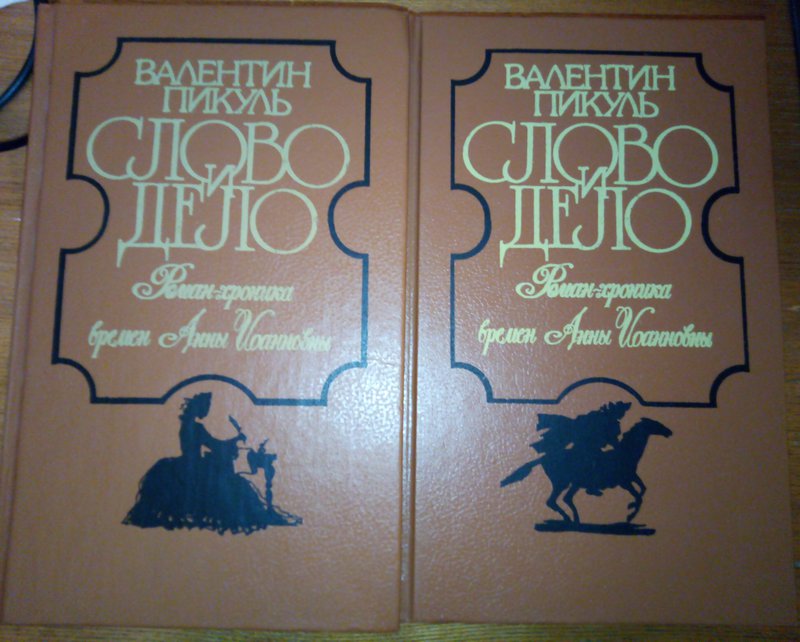 ВАЛЕНТИН
ПИКУЛЬ
СЛОВО
И
ДЕЛО
Роман-хроника
времен Анны Иоанновны
ВАЛЕНТИН
ПИКУЛЬ
СЛОВО
И
ДЕЛО
Роман-хроника
времен Анны Иоанновны